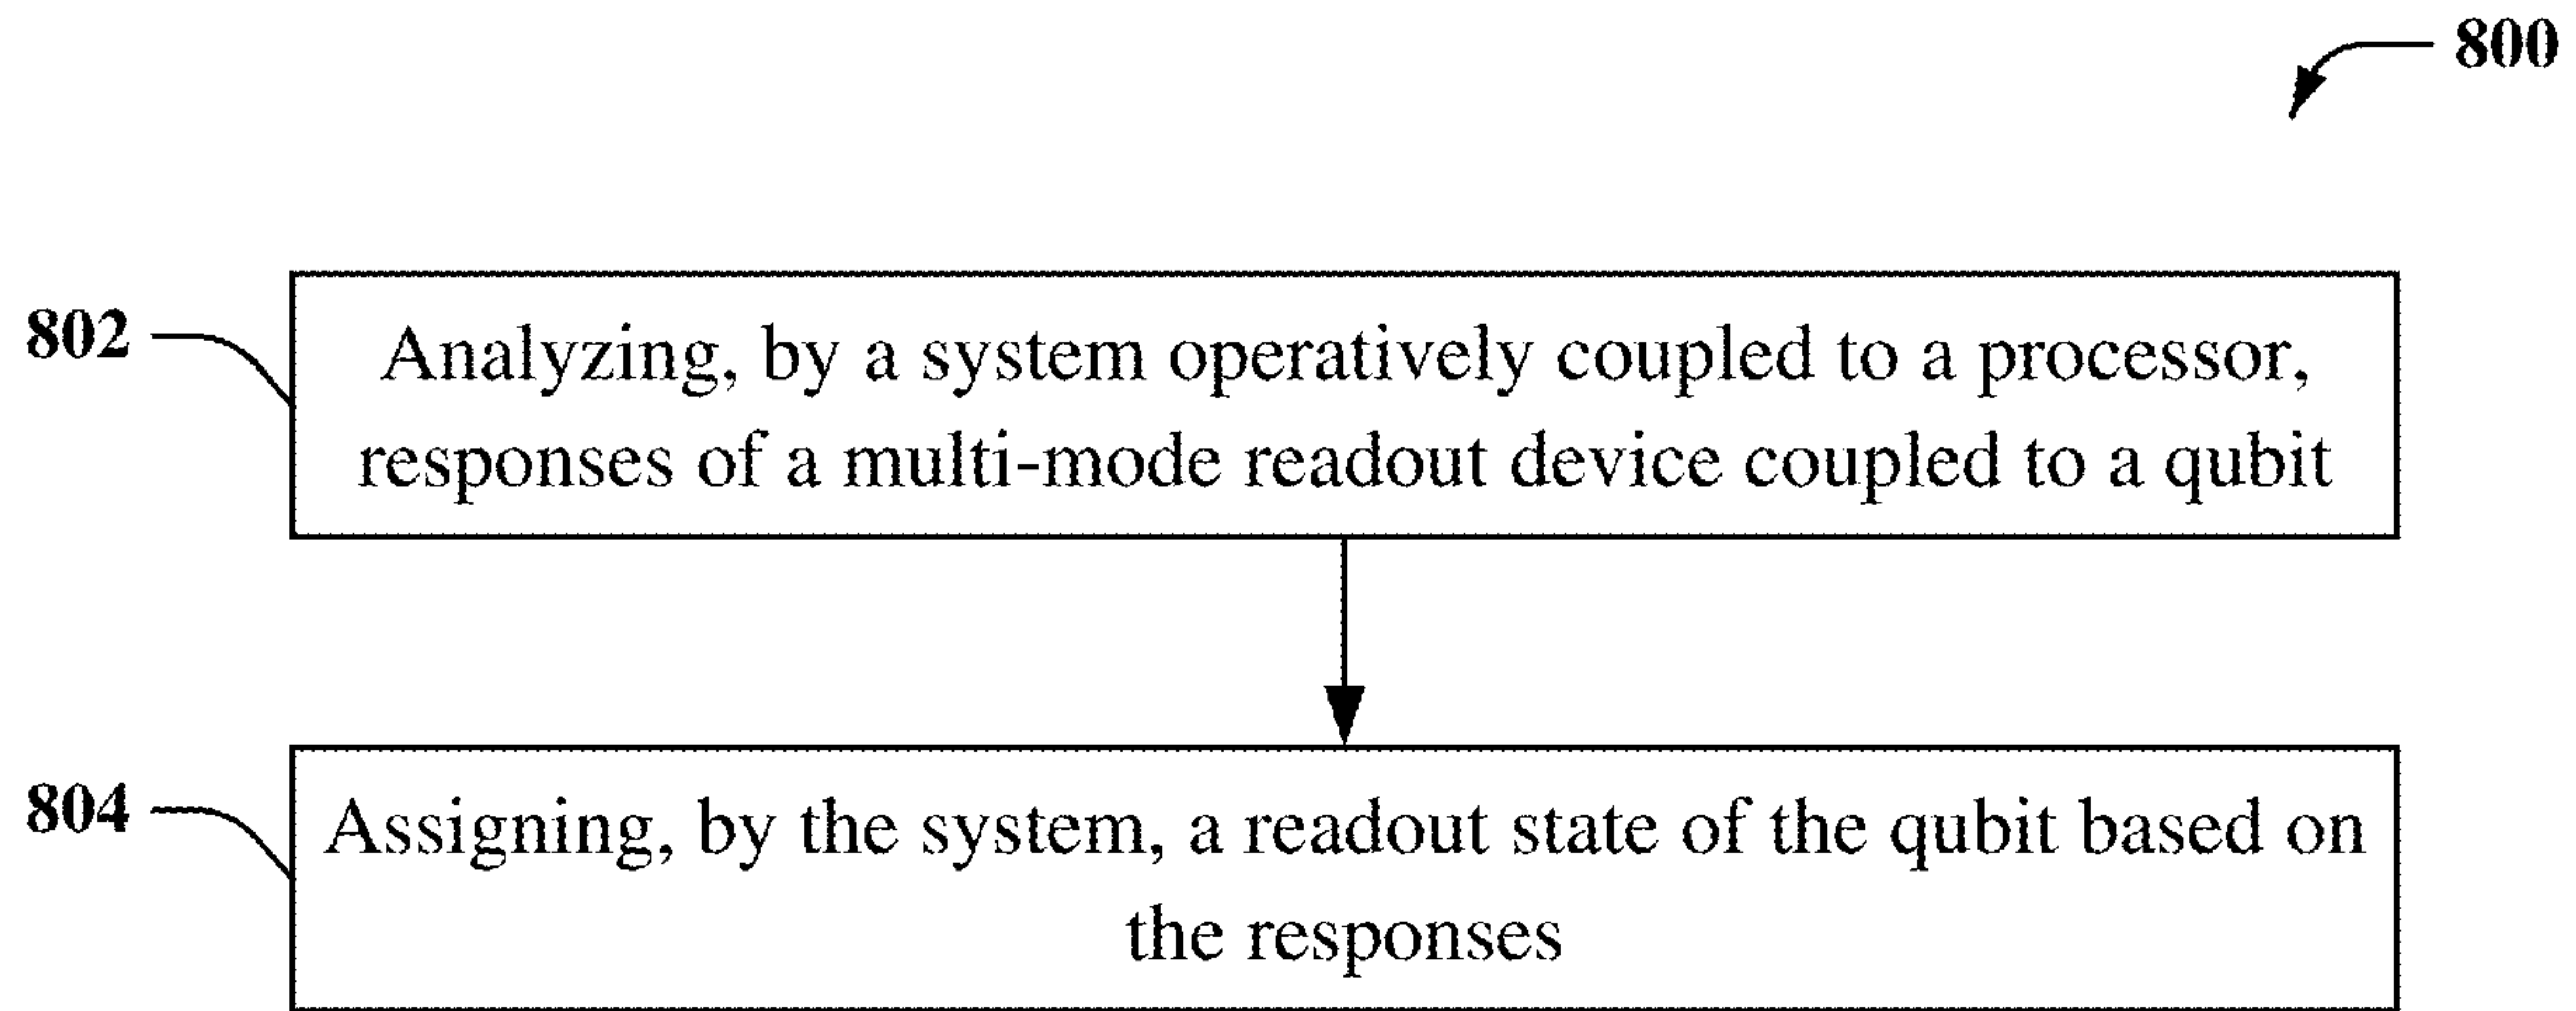 800
802
Analyzing, by a system operatively coupled to a processor,
responses of a multi-mode readout device coupled to a qubit
804
Assigning, by the system, a readout state of the qubit based on
the responses